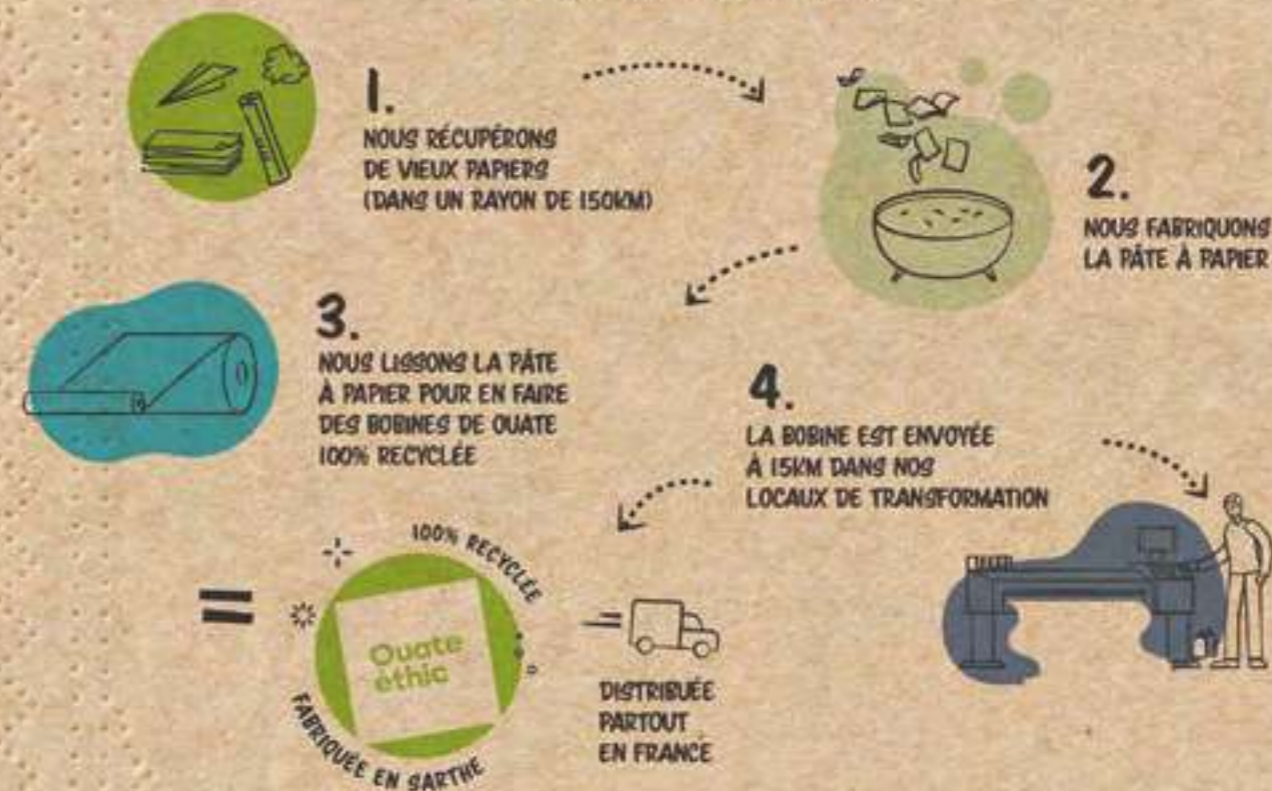 1.
NOUS RÉCUPÉRONS
DE VIEUX PAPIERS
(DANS UN RAYON DE 150KM)
2.
NOUS FABRIQUONS
LA PÂTE À PAPIER
3.
NOUS LISSONS LA PÂTE
À PAPIER POUR EN FAIRE
DES BOBINES DE OUATE
100% RECYCLÉE
4.
LA BOBINE EST ENVOYÉE
À 15KM DANS NOS
LOCAUX DE TRANSFORMATION
=
100% RECYCLÉE
Ouate
éthic
FABRIQUÉE EN SARTHE
DISTRIBUÉE
PARTOUT
EN FRANCE